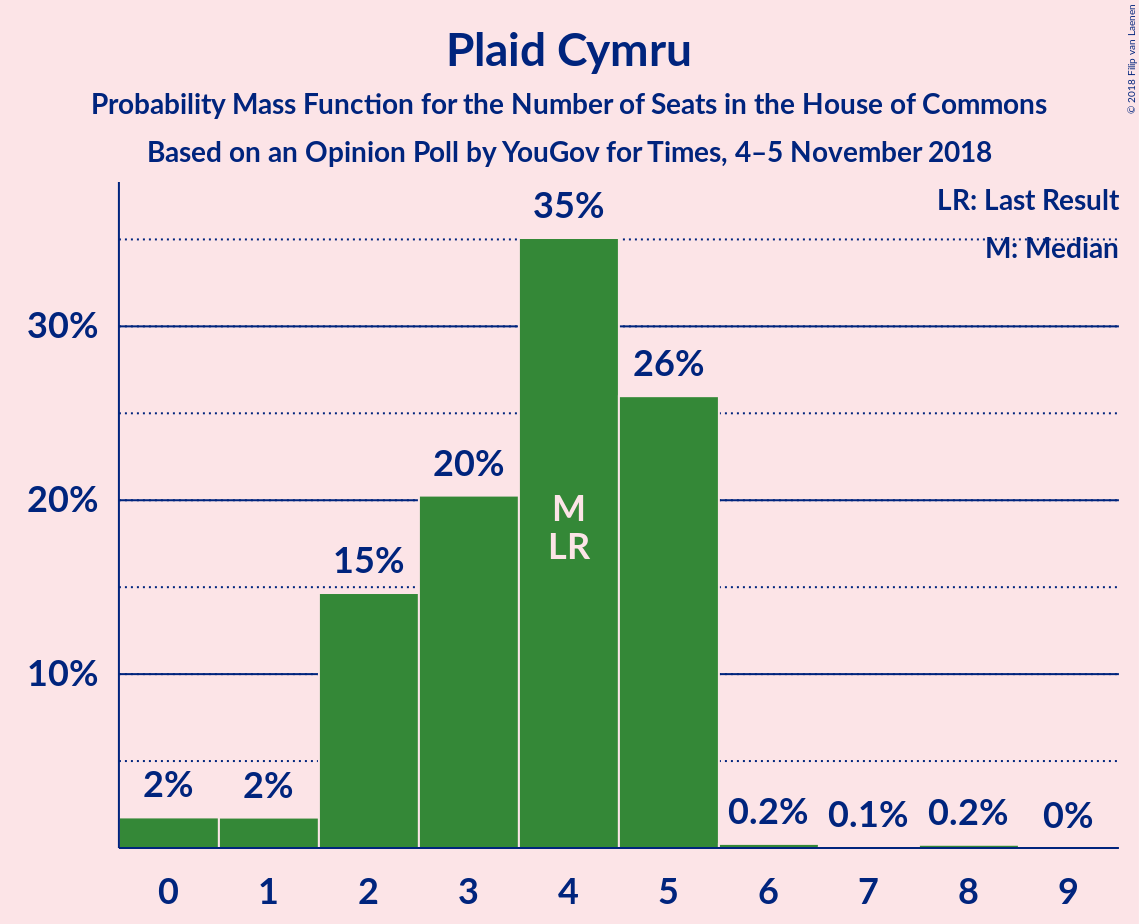 Plaid Cymru
Probability Mass Function for the Number of Seats in the House of Commons
Based on an Opinion Poll by YouGov for Times, 4–5 November 2018
© 2018 Filip van Laenen
LR: Last Result
M: Median
30%
20%
10%
2%
2%
15%
20%
35%
26%
0.2%
0.1%
0.2%
0%
M
LR
0 1 2 3 4 5 6 7 8 9